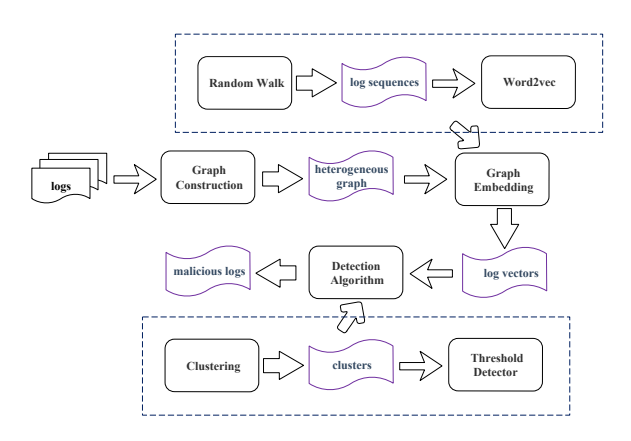 Random Walk
log sequences
Word2vec
logs
Graph
Construction
heterogeneous
graph
Graph
Embedding
malicious logs
Detection
Algorithm
log vectors
Clustering
clusters
Threshold
Detector